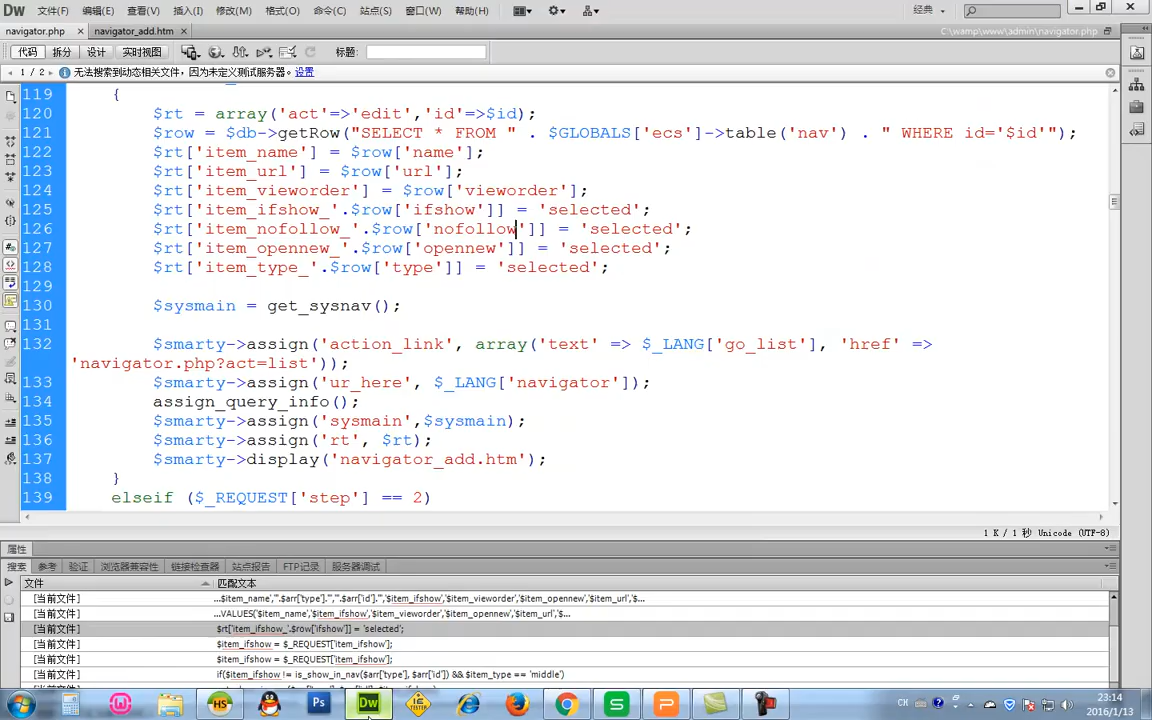 Dw 文件(F) 编辑(E) 查看(V) 插入(I) 修改(M) 格式(O) 命令(C) 站点(S) 窗口(W) 帮助(H) 经典
navigator.php × navigator_add.htm × C:\wamp\www\admin\navigator.php
代码 拆分 设计 实时视图 标题:
1 / 2 无法搜索到动态相关文件，因为未定义测试服务器。 设置
119 {
120 $rt = array('act'=>'edit','id'=>$id);
121 $row = $db->getRow("SELECT * FROM " . $GLOBALS['ecs']->table('nav') . " WHERE id='$id'");
122 $rt['item_name'] = $row['name'];
123 $rt['item_url'] = $row['url'];
124 $rt['item_vieworder'] = $row['vieworder'];
125 $rt['item_ifshow_'.$row['ifshow']] = 'selected';
126 $rt['item_nofollow_'.$row['nofollow']] = 'selected';
127 $rt['item_opennew_'.$row['opennew']] = 'selected';
128 $rt['item_type_'.$row['type']] = 'selected';
129
130 $sysmain = get_sysnav();
131
132 $smarty->assign('action_link', array('text' => $_LANG['go_list'], 'href' =>
'navigator.php?act=list'));
133 $smarty->assign('ur_here', $_LANG['navigator']);
134 assign_query_info();
135 $smarty->assign('sysmain',$sysmain);
136 $smarty->assign('rt', $rt);
137 $smarty->display('navigator_add.htm');
138 }
139 elseif ($_REQUEST['step'] == 2)
1 K / 1 秒 Unicode (UTF-8)
属性
搜索 参考 验证 浏览器兼容性 链接检查器 站点报告 FTP记录 服务器调试
文件 匹配文本
[当前文件] ...$item_name','".$arr['type']."','".$arr['id']."','$item_ifshow','$item_vieworder','$item_opennew','$item_url','$...
[当前文件] ...VALUES('$item_name','$item_ifshow','$item_vieworder','$item_opennew','$item_url','$...
[当前文件] $rt['item_ifshow_'.$row['ifshow']] = 'selected';
[当前文件] $item_ifshow = $_REQUEST['item_ifshow'];
[当前文件] $item_ifshow = $_REQUEST['item_ifshow'];
[当前文件] if($item_ifshow != is_show_in_nav($arr['type'], $arr['id']) && $item_type == 'middle')
HS Ps Dw TESTER S P CH 23:14
2016/1/13